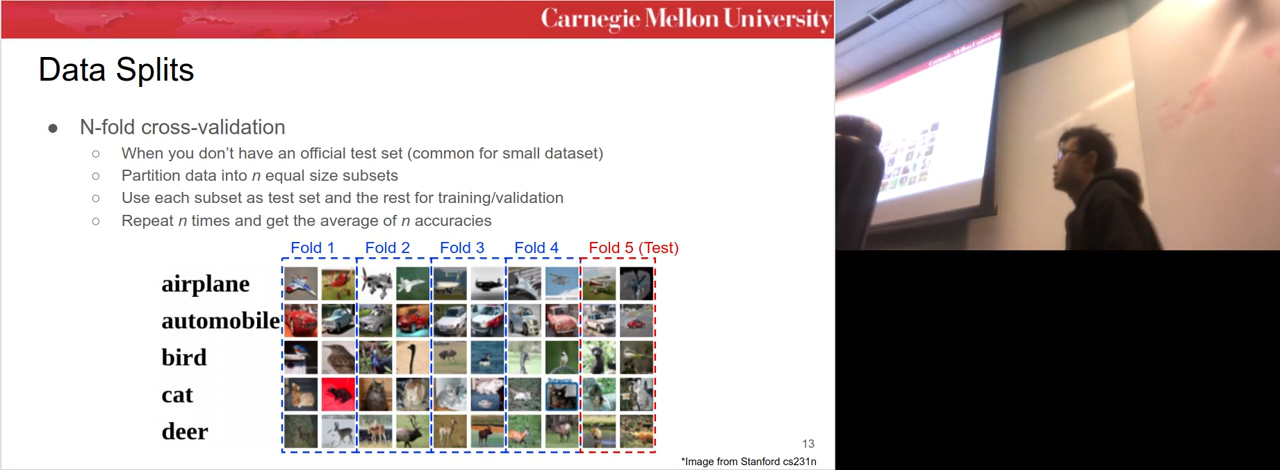 Carnegie Mellon University
Data Splits
● N-fold cross-validation
○ When you don't have an official test set (common for small dataset)
○ Partition data into n equal size subsets
○ Use each subset as test set and the rest for training/validation
○ Repeat n times and get the average of n accuracies
Fold 1 Fold 2 Fold 3 Fold 4 Fold 5 (Test)
airplane
automobile
bird
cat
deer
13
*Image from Stanford cs231n
Carnegie Mellon University